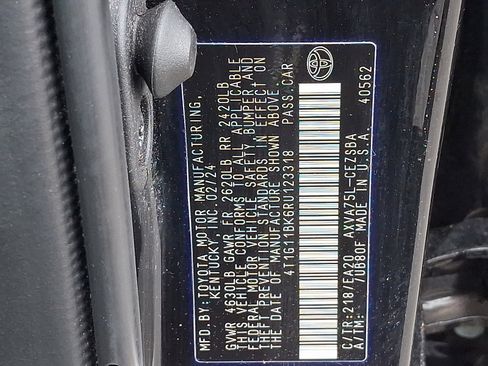 MFD.BY:TOYOTA MOTOR MANUFACTURING,
KENTUCKY, INC. 02/24
GVWR 4630LB GAWR FR 2620LB RR 2420LB
THIS VEHICLE CONFORMS TO ALL APPLICABLE
FEDERAL MOTOR VEHICLE SAFETY, BUMPER AND
THEFT PREVENTION STANDARDS IN EFFECT ON
THE DATE OF MANUFACTURE SHOWN ABOVE.
4T1G11BK6RU123318 PASS.CAR
C/TR:218/EA20 AXVA75L-CEZSBA
A/TM: /UB80F MADE IN U.S.A. 40562